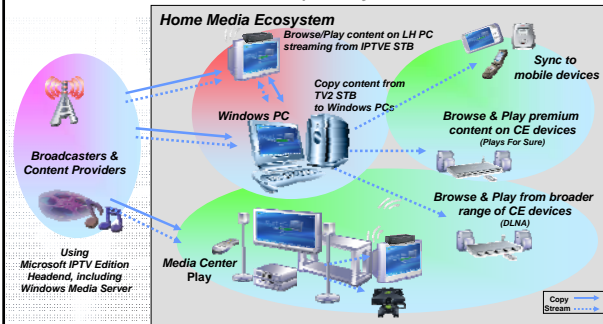 Home Media Ecosystem
Browse/Play content on LH PC
streaming from IPTVE STB
Sync to
mobile devices
Copy content from
TV2 STB
to Windows PCs
Windows PC
Browse & Play premium
content on CE devices
(Plays For Sure)
Broadcasters &
Content Providers
Browse & Play from broader
range of CE devices
(DLNA)
Using
Microsoft IPTV Edition
Headend, including
Windows Media Server
Media Center
Play
Copy
Stream